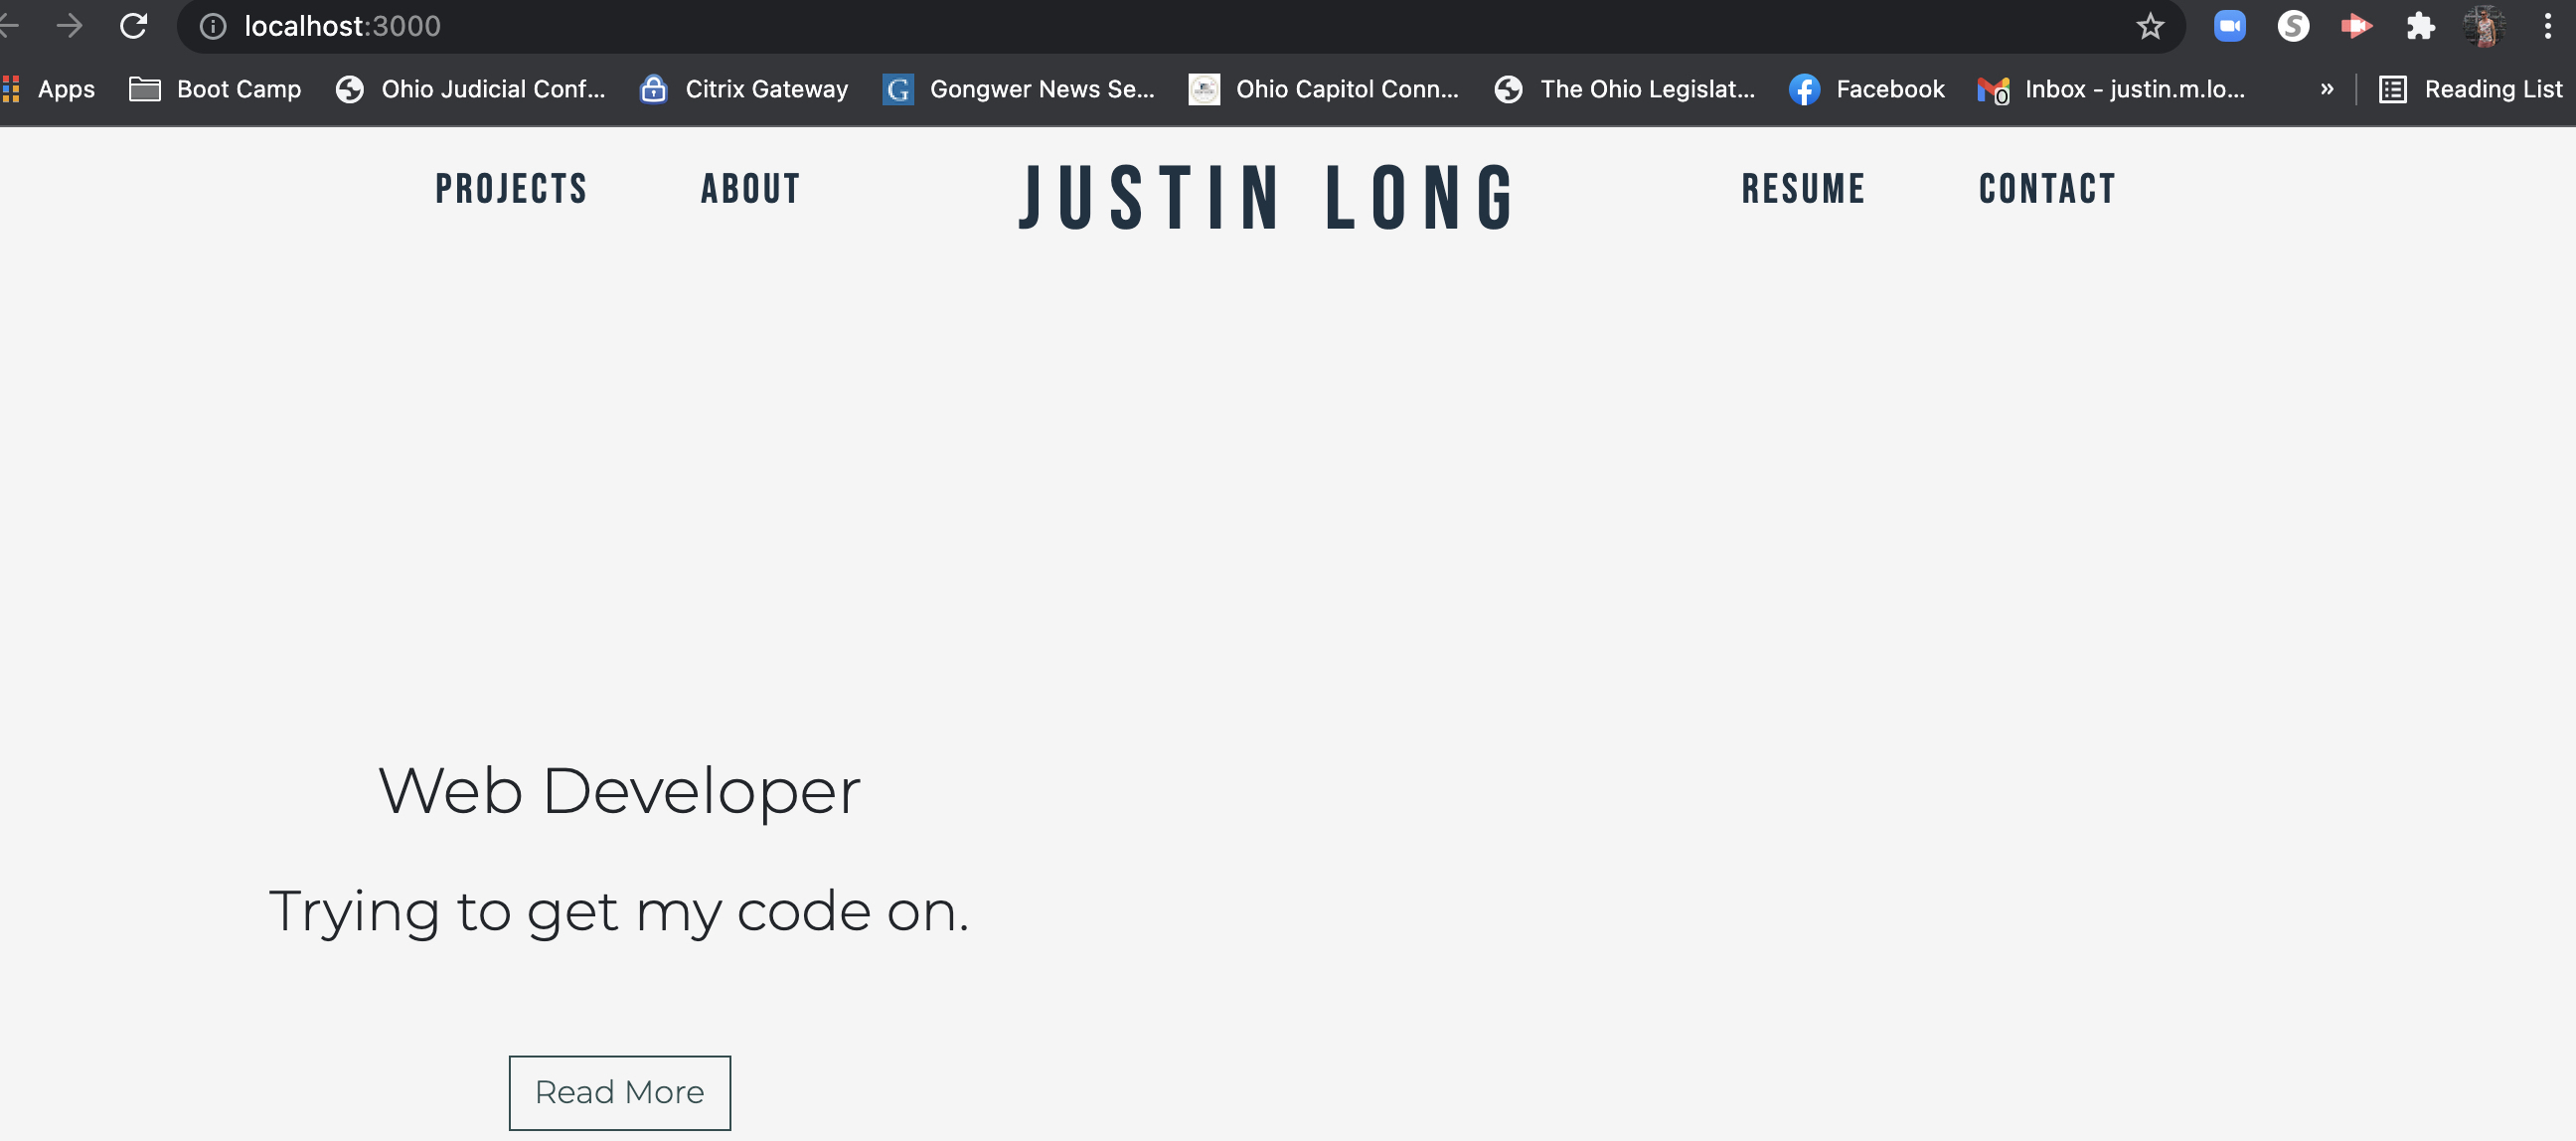 localhost:3000
Apps Boot Camp Ohio Judicial Conf... Citrix Gateway G Gongwer News Se... Ohio Capitol Conn... The Ohio Legislat... Facebook Inbox - justin.m.lo... » Reading List
PROJECTS ABOUT JUSTIN LONG RESUME CONTACT
Web Developer
Trying to get my code on.
Read More